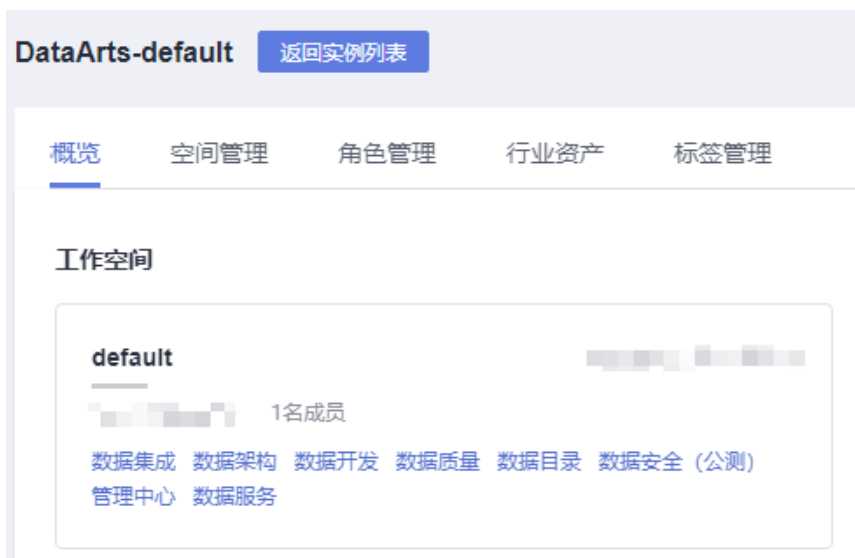 DataArts-default 返回实例列表
概览 空间管理 角色管理 行业资产 标签管理
工作空间
default
1名成员
数据集成 数据架构 数据开发 数据质量 数据目录 数据安全（公测）
管理中心 数据服务